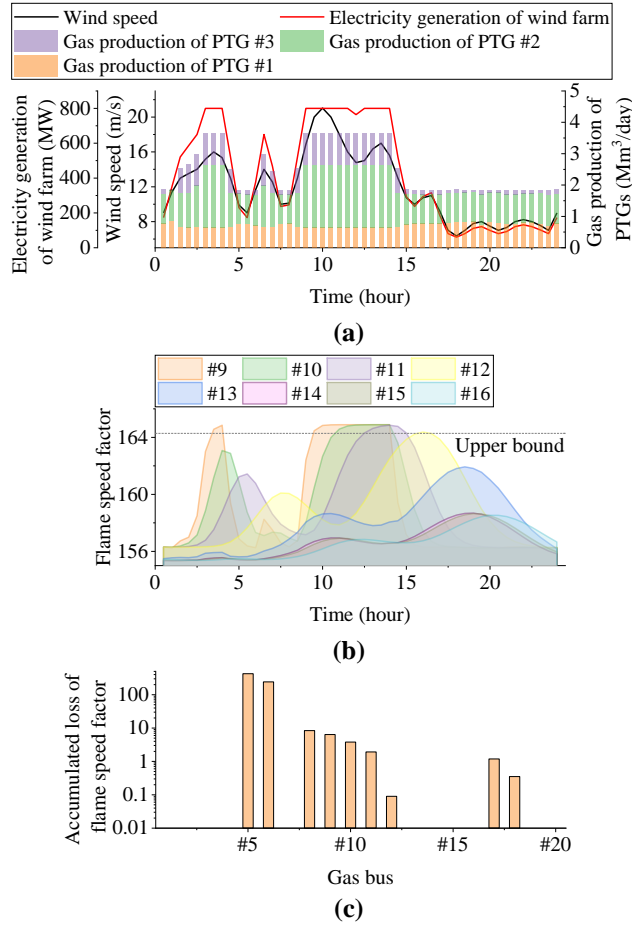 Wind speed
Electricity generation of wind farm
Gas production of PTG #3
Gas production of PTG #2
Gas production of PTG #1
Electricity generation
of wind farm (MW)
800
600
400
200
0
Wind speed (m/s)
20
16
12
8
Gas production of
PTGs (Mm³/day)
5
4
3
2
1
0
0 5 10 15 20
Time (hour)
(a)
#9 #10 #11 #12
#13 #14 #15 #16
Flame speed factor
164
160
156
Upper bound
0 5 10 15 20
Time (hour)
(b)
Accumulated loss of
flame speed factor
100
10
1
0.1
0.01
#5 #10 #15 #20
Gas bus
(c)